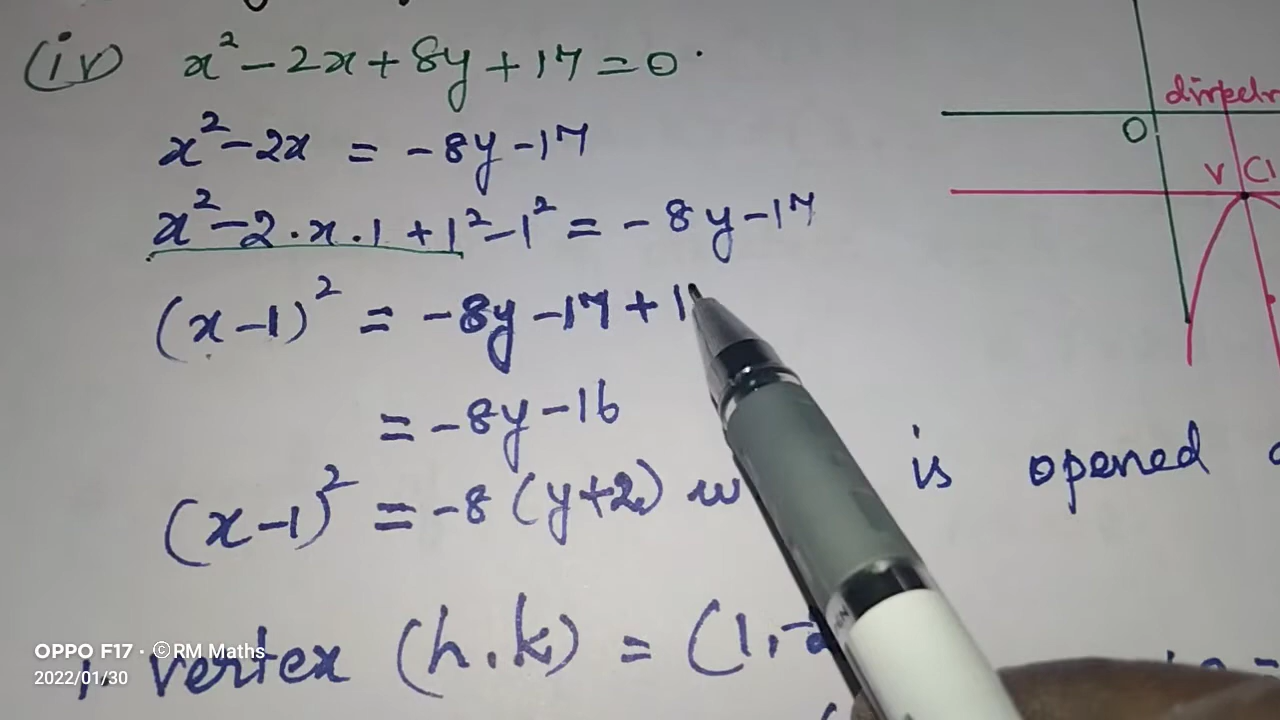 (iv) x² - 2x + 8y + 17 = 0.
x² - 2x = -8y - 17
x² - 2 · x · 1 + 1² - 1² = - 8y - 17
(x - 1)² = - 8y - 17 + 1
= - 8y - 16
(x - 1)² = - 8 (y + 2)
is opened
vertex (h, k) = (1, -2
O
V
OPPO F17 · ©RM Maths
2022/01/30